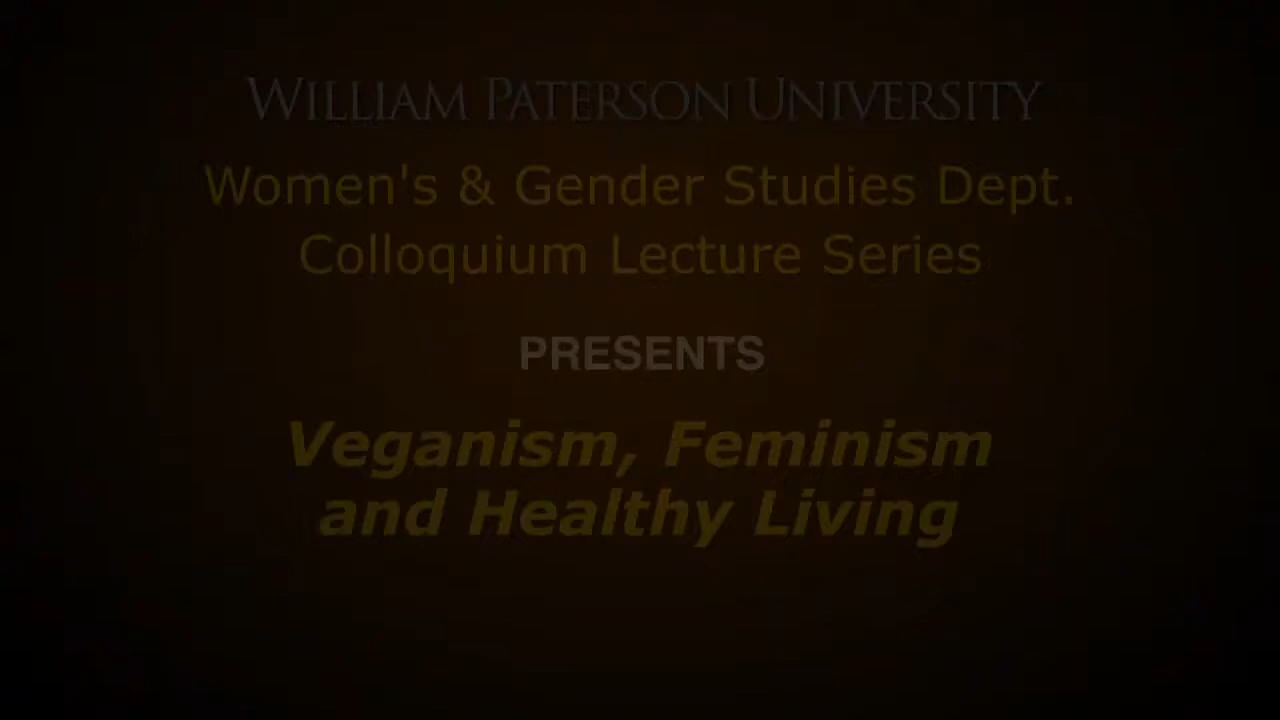 WILLIAM PATERSON UNIVERSITY
Women's & Gender Studies Dept.
Colloquium Lecture Series
PRESENTS
Veganism, Feminism
and Healthy Living